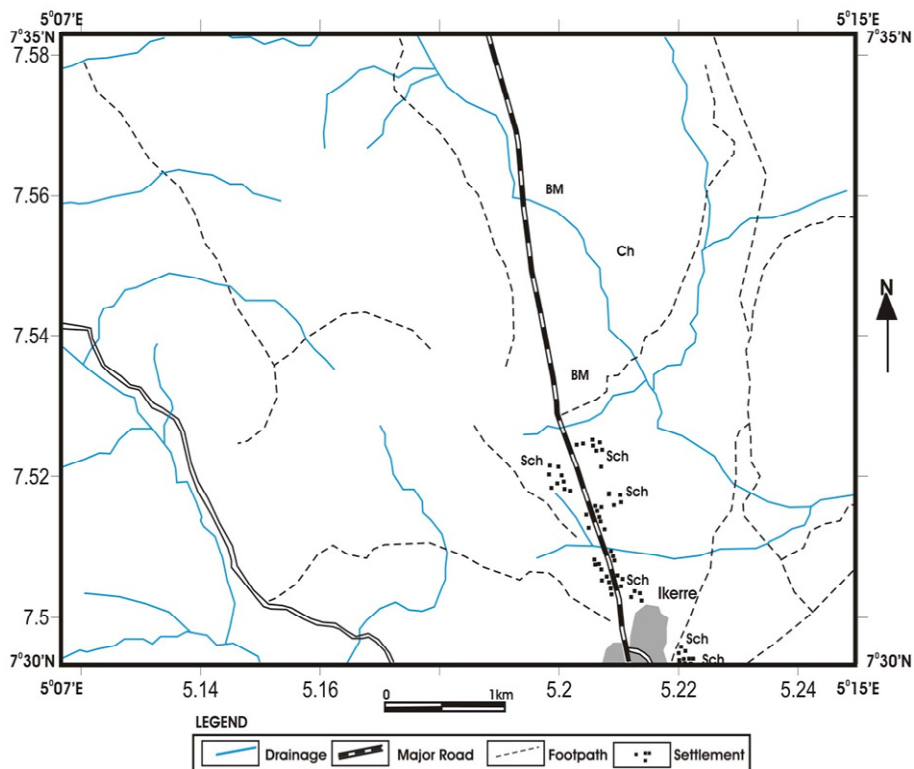 5°07'E 5°15'E
7°35'N 7°35'N
7.58
7.56
BM
Ch
N
7.54
BM
7.52
Sch Sch
Sch
Sch
Ikerre
7.5
Sch
Sch
7°30'N 7°30'N
5°07'E 5.14 5.16 5.2 5.22 5.24 5°15'E
0 1km
LEGEND
Drainage Major Road Footpath Settlement